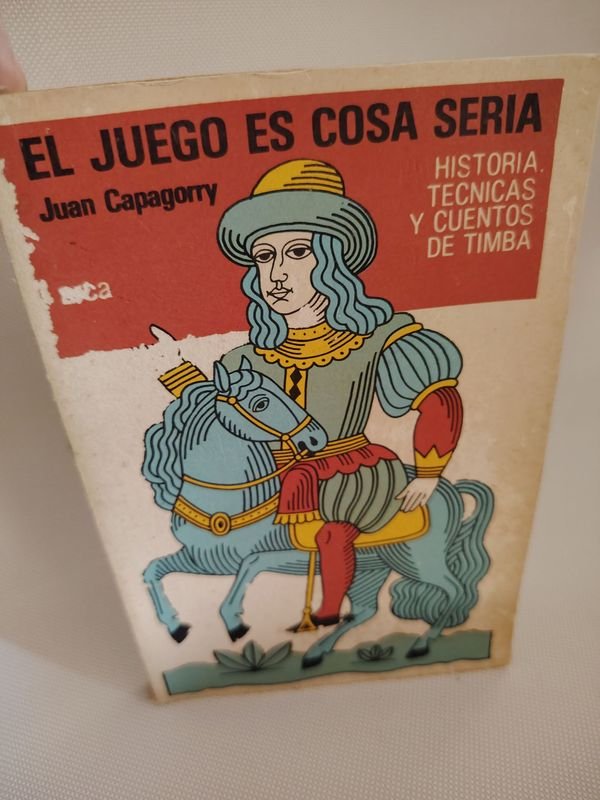 EL JUEGO ES COSA SERIA
Juan Capagorry
HISTORIA,
TECNICAS
Y CUENTOS
DE TIMBA